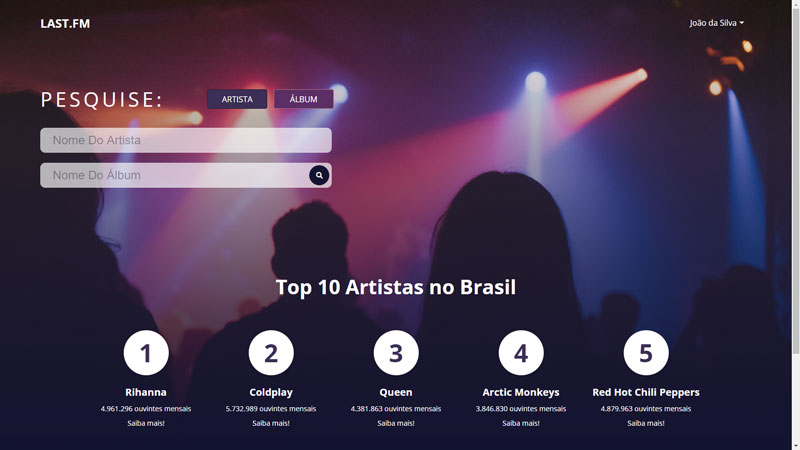 LAST.FM
João da Silva
PESQUISE:
ARTISTA
ÁLBUM
Nome Do Artista
Nome Do Álbum
Top 10 Artistas no Brasil
1 2 3 4 5
Rihanna Coldplay Queen Arctic Monkeys Red Hot Chili Peppers
4.961.296 ouvintes mensais 5.732.989 ouvintes mensais 4.381.863 ouvintes mensais 3.846.830 ouvintes mensais 4.879.963 ouvintes mensais
Saiba mais! Saiba mais! Saiba mais! Saiba mais! Saiba mais!